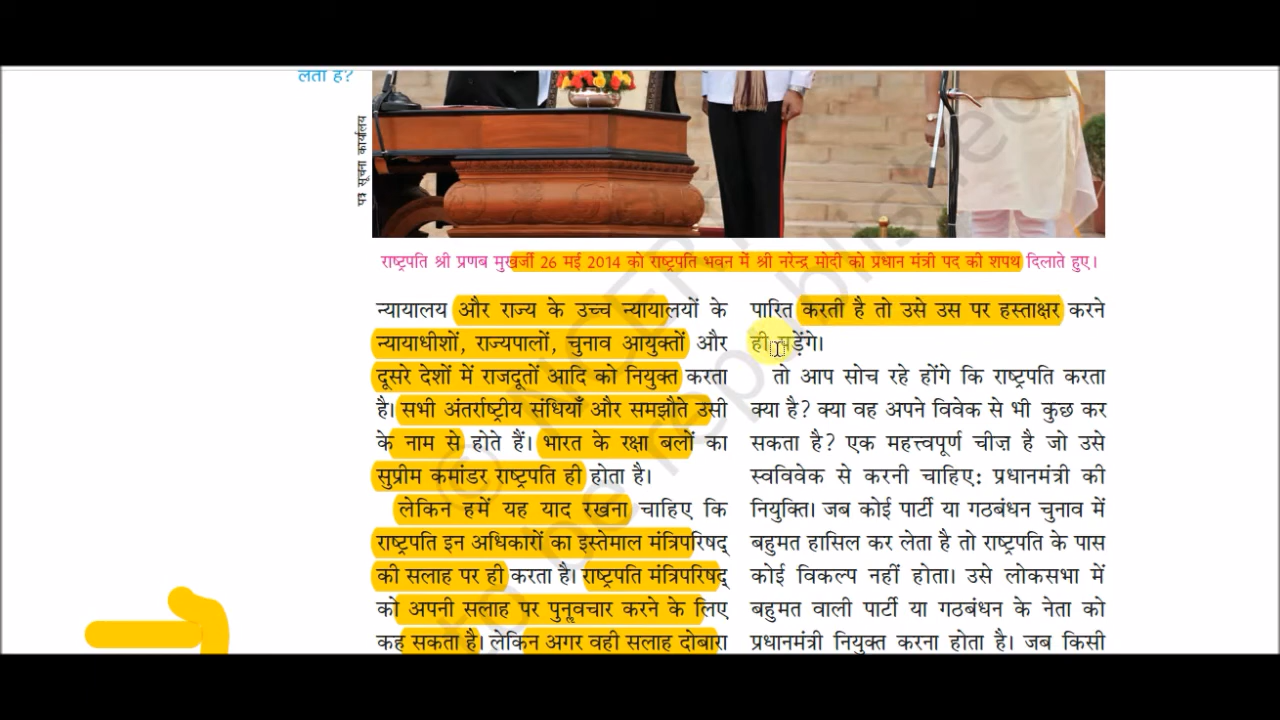 लेता है?
पत्र सूचना कार्यालय
राष्ट्रपति श्री प्रणब मुखर्जी 26 मई 2014 को राष्ट्रपति भवन में श्री नरेन्द्र मोदी को प्रधान मंत्री पद की शपथ दिलाते हुए।
न्यायालय और राज्य के उच्च न्यायालयों के
न्यायाधीशों, राज्यपालों, चुनाव आयुक्तों और
दूसरे देशों में राजदूतों आदि को नियुक्त करता
है। सभी अंतर्राष्ट्रीय संधियाँ और समझौते उसी
के नाम से होते हैं। भारत के रक्षा बलों का
सुप्रीम कमांडर राष्ट्रपति ही होता है।
लेकिन हमें यह याद रखना चाहिए कि
राष्ट्रपति इन अधिकारों का इस्तेमाल मंत्रिपरिषद्
की सलाह पर ही करता है। राष्ट्रपति मंत्रिपरिषद्
को अपनी सलाह पर पुनॢवचार करने के लिए
कह सकता है। लेकिन अगर वही सलाह दोबारा
पारित करती है तो उसे उस पर हस्ताक्षर करने
ही पड़ेंगे।
तो आप सोच रहे होंगे कि राष्ट्रपति करता
क्या है? क्या वह अपने विवेक से भी कुछ कर
सकता है? एक महत्त्वपूर्ण चीज़ है जो उसे
स्वविवेक से करनी चाहिए: प्रधानमंत्री की
नियुक्ति। जब कोई पार्टी या गठबंधन चुनाव में
बहुमत हासिल कर लेता है तो राष्ट्रपति के पास
कोई विकल्प नहीं होता। उसे लोकसभा में
बहुमत वाली पार्टी या गठबंधन के नेता को
प्रधानमंत्री नियुक्त करना होता है। जब किसी
© NCERT
be republished